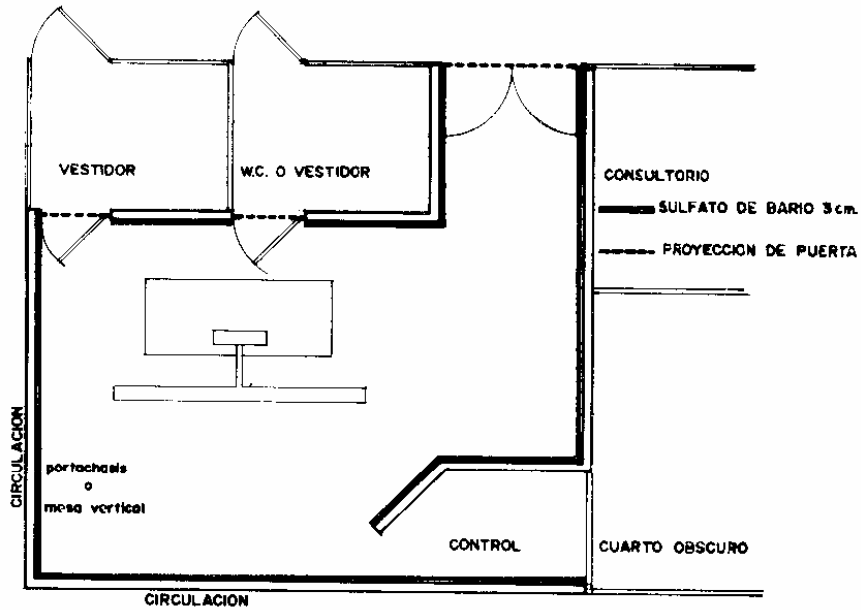 VESTIDOR
W.C. O VESTIDOR
CONSULTORIO
SULFATO DE BARIO 3 cm.
PROYECCION DE PUERTA
CIRCULACION
portachasis
o
mesa vertical
CONTROL
CUARTO OBSCURO
CIRCULACION